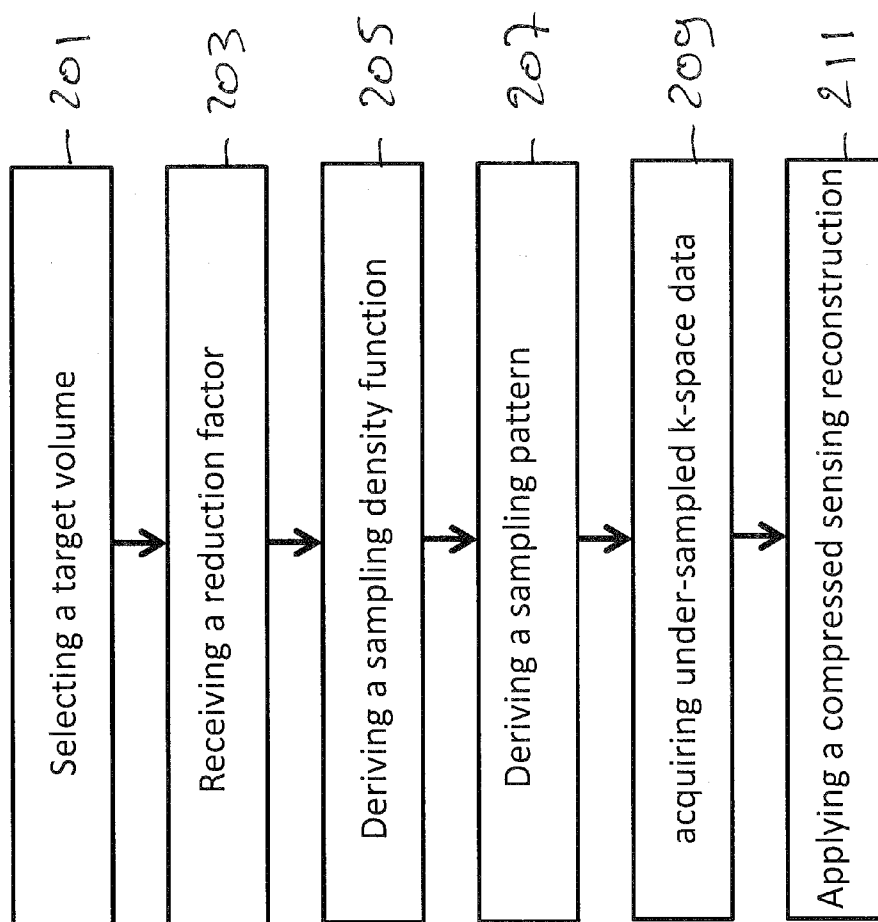 Selecting a target volume
201
Receiving a reduction factor
203
Deriving a sampling density function
205
Deriving a sampling pattern
207
acquiring under-sampled k-space data
209
Applying a compressed sensing reconstruction
211